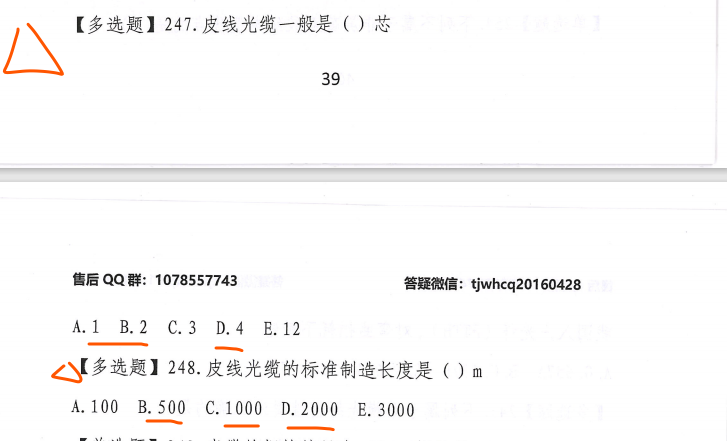 【多选题】247.皮线光缆一般是（）芯
39
售后 QQ 群：1078557743 答疑微信：tjwhcq20160428
A.1 B.2 C.3 D.4 E.12
【多选题】248.皮线光缆的标准制造长度是（）m
A.100 B.500 C.1000 D.2000 E.3000